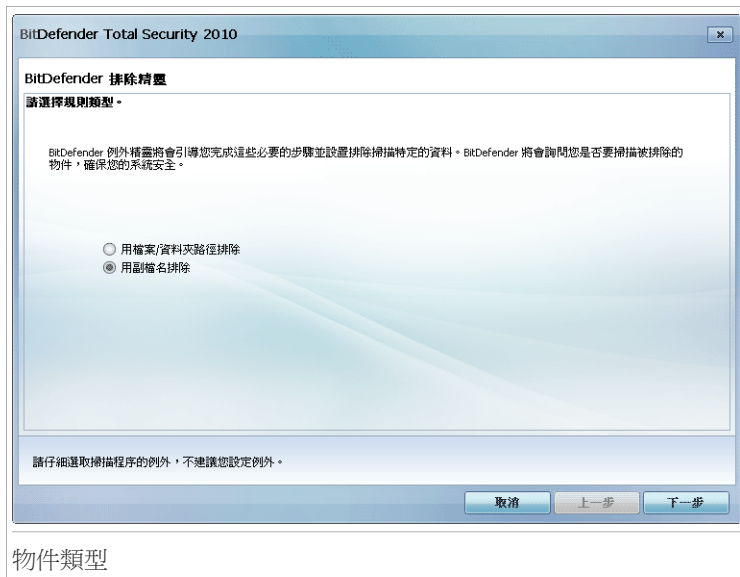 BitDefender Total Security 2010
BitDefender 排除精靈
請選擇規則類型。
BitDefender 例外精靈將會引導您完成這些必要的步驟並設置排除掃描特定的資料。BitDefender 將會詢問您是否要掃描被排除的
物件，確保您的系統安全。
用檔案/資料夾路徑排除
用副檔名排除
請仔細選取掃描程序的例外，不建議您設定例外。
取消 上一步 下一步
物件類型